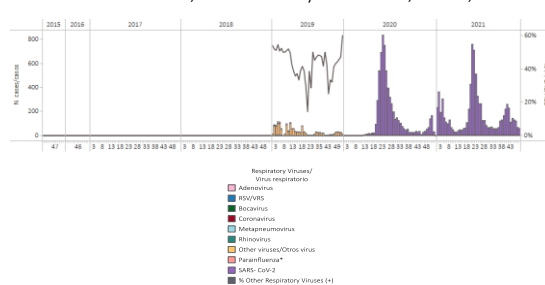 2015 2016 2017 2018 2019 2020 2021
800
600
400
200
0
N. cases/casos
60%
40%
20%
0%
47 46 3 8 13 18 23 28 33 38 43 48 3 8 13 18 23 28 33 38 43 48 3 8 13 18 23 28 33 38 43 49 3 8 13 18 23 28 33 38 43 48 3 8 13 18 23 28 33 38 43
Respiratory Viruses/
Virus respiratorio
Adenovirus
RSV/VRS
Bocavirus
Coronavirus
Metapneumovirus
Rhinovirus
Other viruses/Otros virus
Parainfluenza*
SARS- CoV-2
% Other Respiratory Viruses (+)